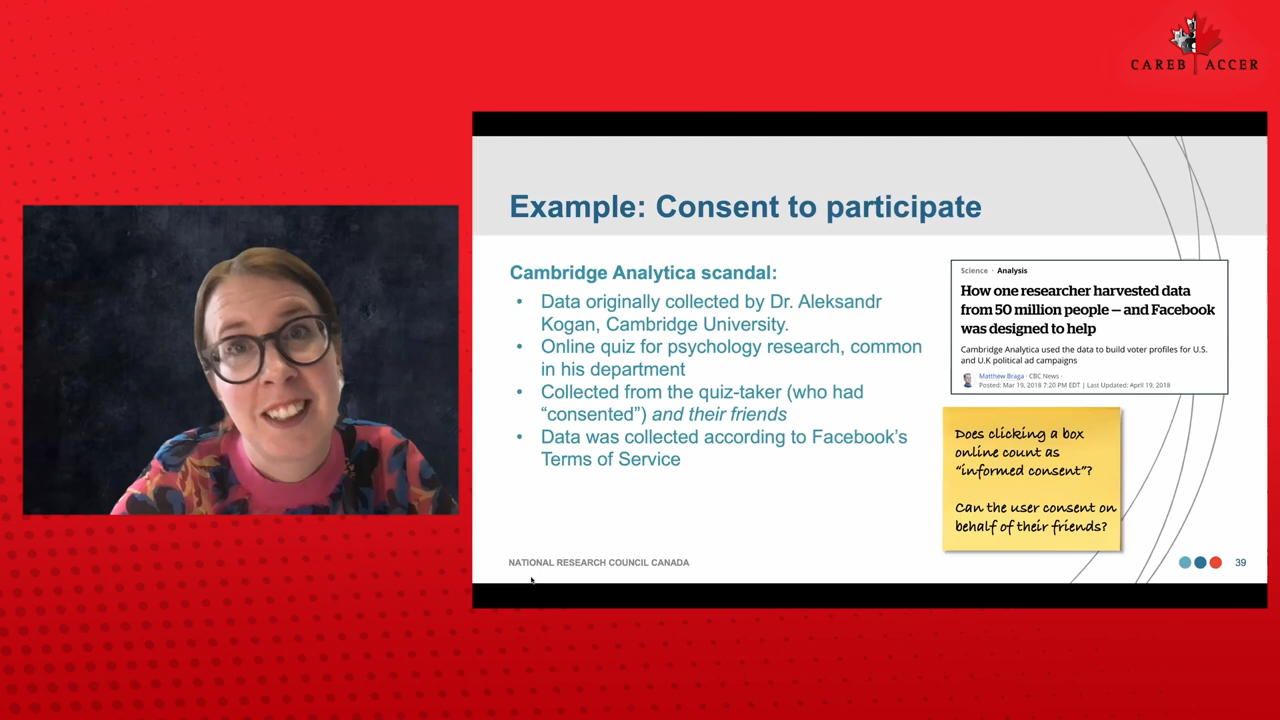 CAREB ACCER
Example: Consent to participate
Cambridge Analytica scandal:
• Data originally collected by Dr. Aleksandr
Kogan, Cambridge University.
• Online quiz for psychology research, common
in his department
• Collected from the quiz-taker (who had
“consented”) and their friends
• Data was collected according to Facebook’s
Terms of Service
Science · Analysis
How one researcher harvested data
from 50 million people — and Facebook
was designed to help
Cambridge Analytica used the data to build voter profiles for U.S.
and U.K political ad campaigns
Matthew Braga · CBC News ·
Posted: Mar 19, 2018 7:20 PM EDT | Last Updated: April 19, 2018
Does clicking a box
online count as
“informed consent”?
Can the user consent on
behalf of their friends?
NATIONAL RESEARCH COUNCIL CANADA
39